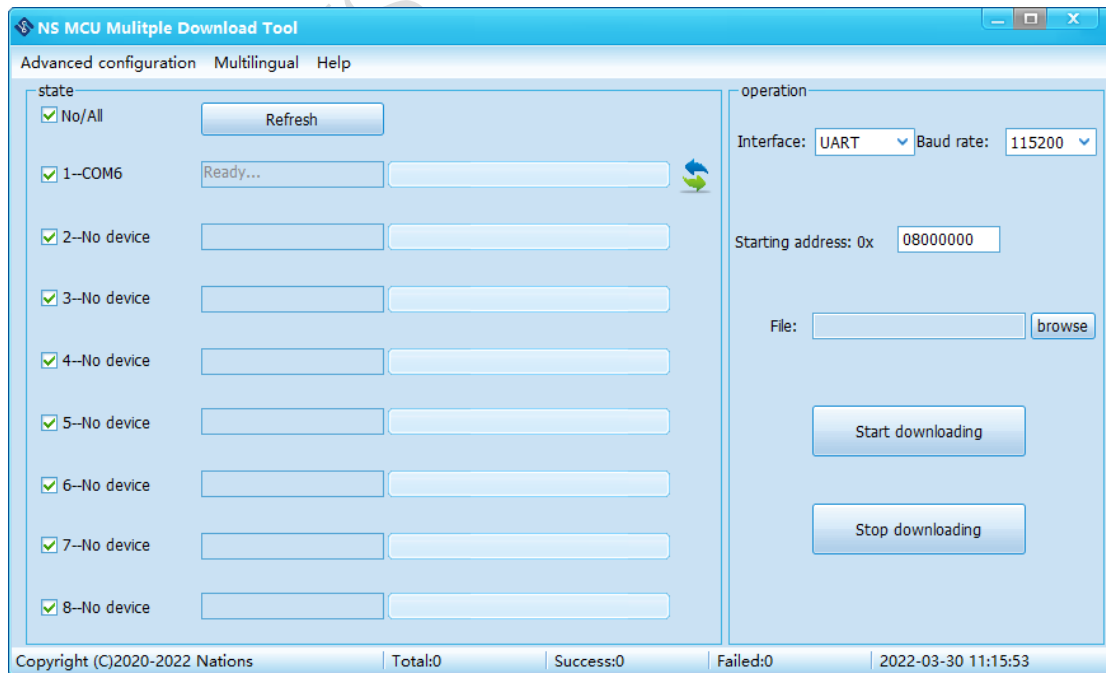 NS MCU Mulitple Download Tool
Advanced configuration Multilingual Help
state
No/All
Refresh
1--COM6
Ready...
2--No device
3--No device
4--No device
5--No device
6--No device
7--No device
8--No device
operation
Interface: UART Baud rate: 115200
Starting address: 0x 08000000
File: browse
Start downloading
Stop downloading
Copyright (C)2020-2022 Nations Total:0 Success:0 Failed:0 2022-03-30 11:15:53